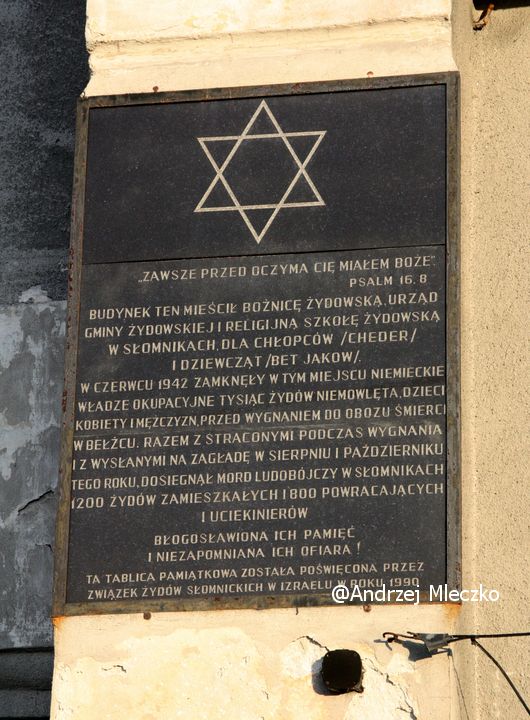 „ZAWSZE PRZED OCZYMA CIĘ MIAŁEM BOŻE”.
PSALM 16. 8
BUDYNEK TEN MIEŚCIŁ BOŻNICĘ ŻYDOWSKĄ, URZĄD
GMINY ŻYDOWSKIEJ I RELIGIJNĄ SZKOŁĘ ŻYDOWSKĄ
W SŁOMNIKACH, DLA CHŁOPCÓW /CHEDER/
I DZIEWCZĄT /BET JAKOW/.
W CZERWCU 1942 ZAMKNĘŁY W TYM MIEJSCU NIEMIECKIE
WŁADZE OKUPACYJNE TYSIĄC ŻYDÓW NIEMOWLĘTA, DZIECI
KOBIETY I MĘŻCZYZN, PRZED WYGNANIEM DO OBOZU ŚMIERCI
W BEŁŻCU. RAZEM Z STRACONYMI PODCZAS WYGNANIA
I Z WYSŁANYMI NA ZAGŁADĘ W SIERPNIU I PAŹDZIERNIKU
TEGO ROKU, DOSIĘGNAŁ MORD LUDOBÓJCZY W SŁOMNIKACH
1200 ŻYDÓW ZAMIESZKAŁYCH I 800 POWRACAJĄCYCH
I UCIEKINIERÓW
BŁOGOSŁAWIONA ICH PAMIĘĆ
I NIEZAPOMNIANA ICH OFIARA !
TA TABLICA PAMIĄTKOWA ZOSTAŁA POŚWIĘCONA PRZEZ
ZWIĄZEK ŻYDÓW SŁOMNICKICH W IZRAELU W ROKU 1990
@Andrzej Mleczko